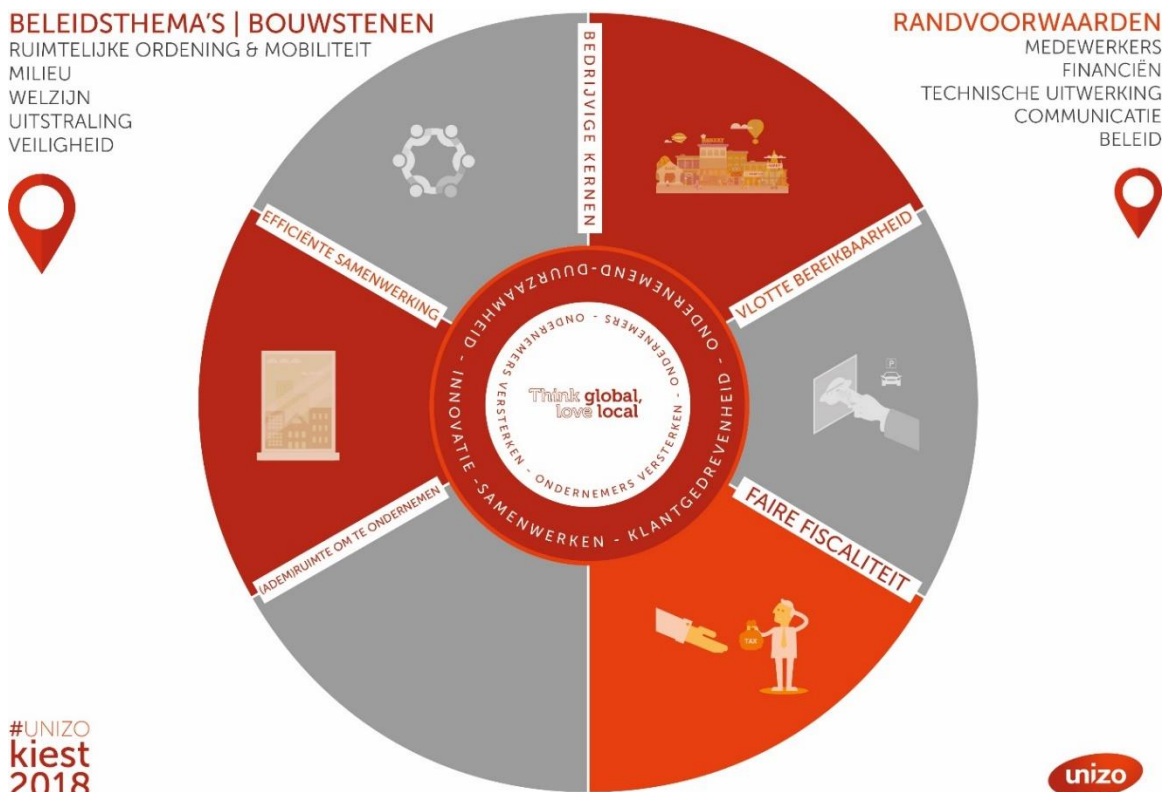 BELEIDSTHEMA'S | BOUWSTENEN
RUIMTELIJKE ORDENING & MOBILITEIT
MILIEU
WELZIJN
UITSTRALING
VEILIGHEID
RANDVOORWAARDEN
MEDEWERKERS
FINANCIËN
TECHNISCHE UITWERKING
COMMUNICATIE
BELEID
BEDRIJVIGE KERNEN
VLOTTE BEREIKBAARHEID
P
FAIRE FISCALITEIT
TAX
(ADEM)RUIMTE OM TE ONDERNEMEN
EFFICIËNTE SAMENWERKING
ONDERNEMEND-DUURZAAMHEID - INNOVATIE -SAMENWERKEN - KLANTGEDREVENHEID -
ONDERNEMERS - ONDERNEMERS VERSTERKEN - ONDERNEMERS VERSTERKEN - ONDERNEMERS -
Think global,
love local
#UNIZO
kiest
2018
unizo